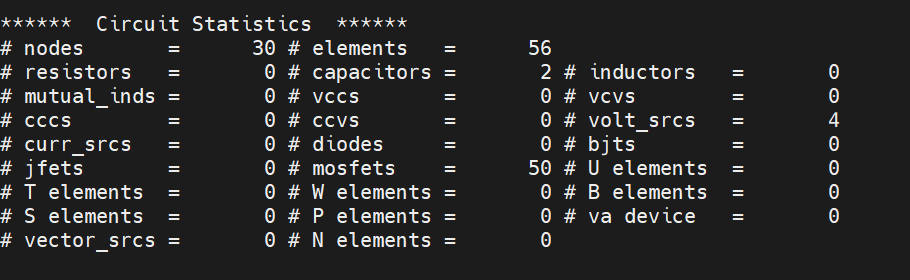 ******  Circuit Statistics  ******
# nodes       =      30 # elements   =      56
# resistors   =       0 # capacitors =       2 # inductors   =       0
# mutual_inds =       0 # vccs       =       0 # vcvs        =       0
# cccs        =       0 # ccvs       =       0 # volt_srcs   =       4
# curr_srcs   =       0 # diodes     =       0 # bjts        =       0
# jfets       =       0 # mosfets    =      50 # U elements  =       0
# T elements  =       0 # W elements =       0 # B elements  =       0
# S elements  =       0 # P elements =       0 # va device   =       0
# vector_srcs =       0 # N elements =       0